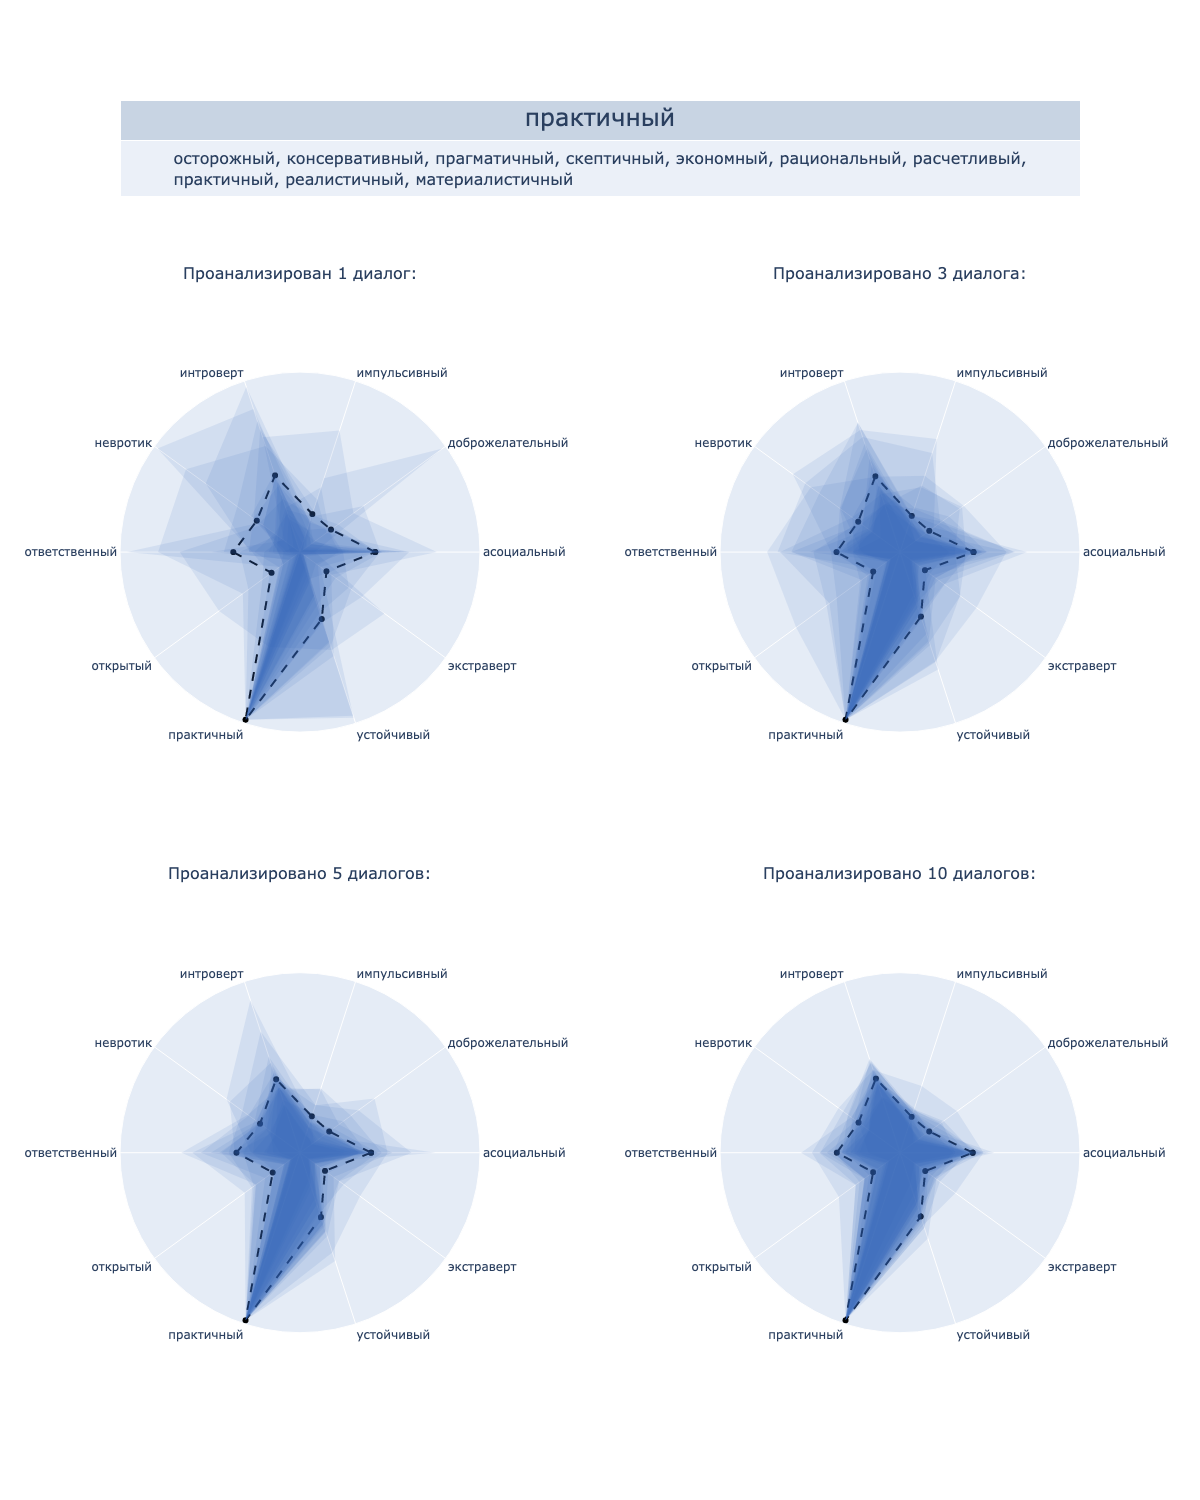 практичный
осторожный, консервативный, прагматичный, скептичный, экономный, рациональный, расчетливый,
практичный, реалистичный, материалистичный
Проанализирован 1 диалог:
Проанализировано 3 диалога:
интроверт
импульсивный
невротик
доброжелательный
ответственный
асоциальный
открытый
экстраверт
практичный
устойчивый
интроверт
импульсивный
невротик
доброжелательный
ответственный
асоциальный
открытый
экстраверт
практичный
устойчивый
Проанализировано 5 диалогов:
Проанализировано 10 диалогов:
интроверт
импульсивный
невротик
доброжелательный
ответственный
асоциальный
открытый
экстраверт
практичный
устойчивый
интроверт
импульсивный
невротик
доброжелательный
ответственный
асоциальный
открытый
экстраверт
практичный
устойчивый